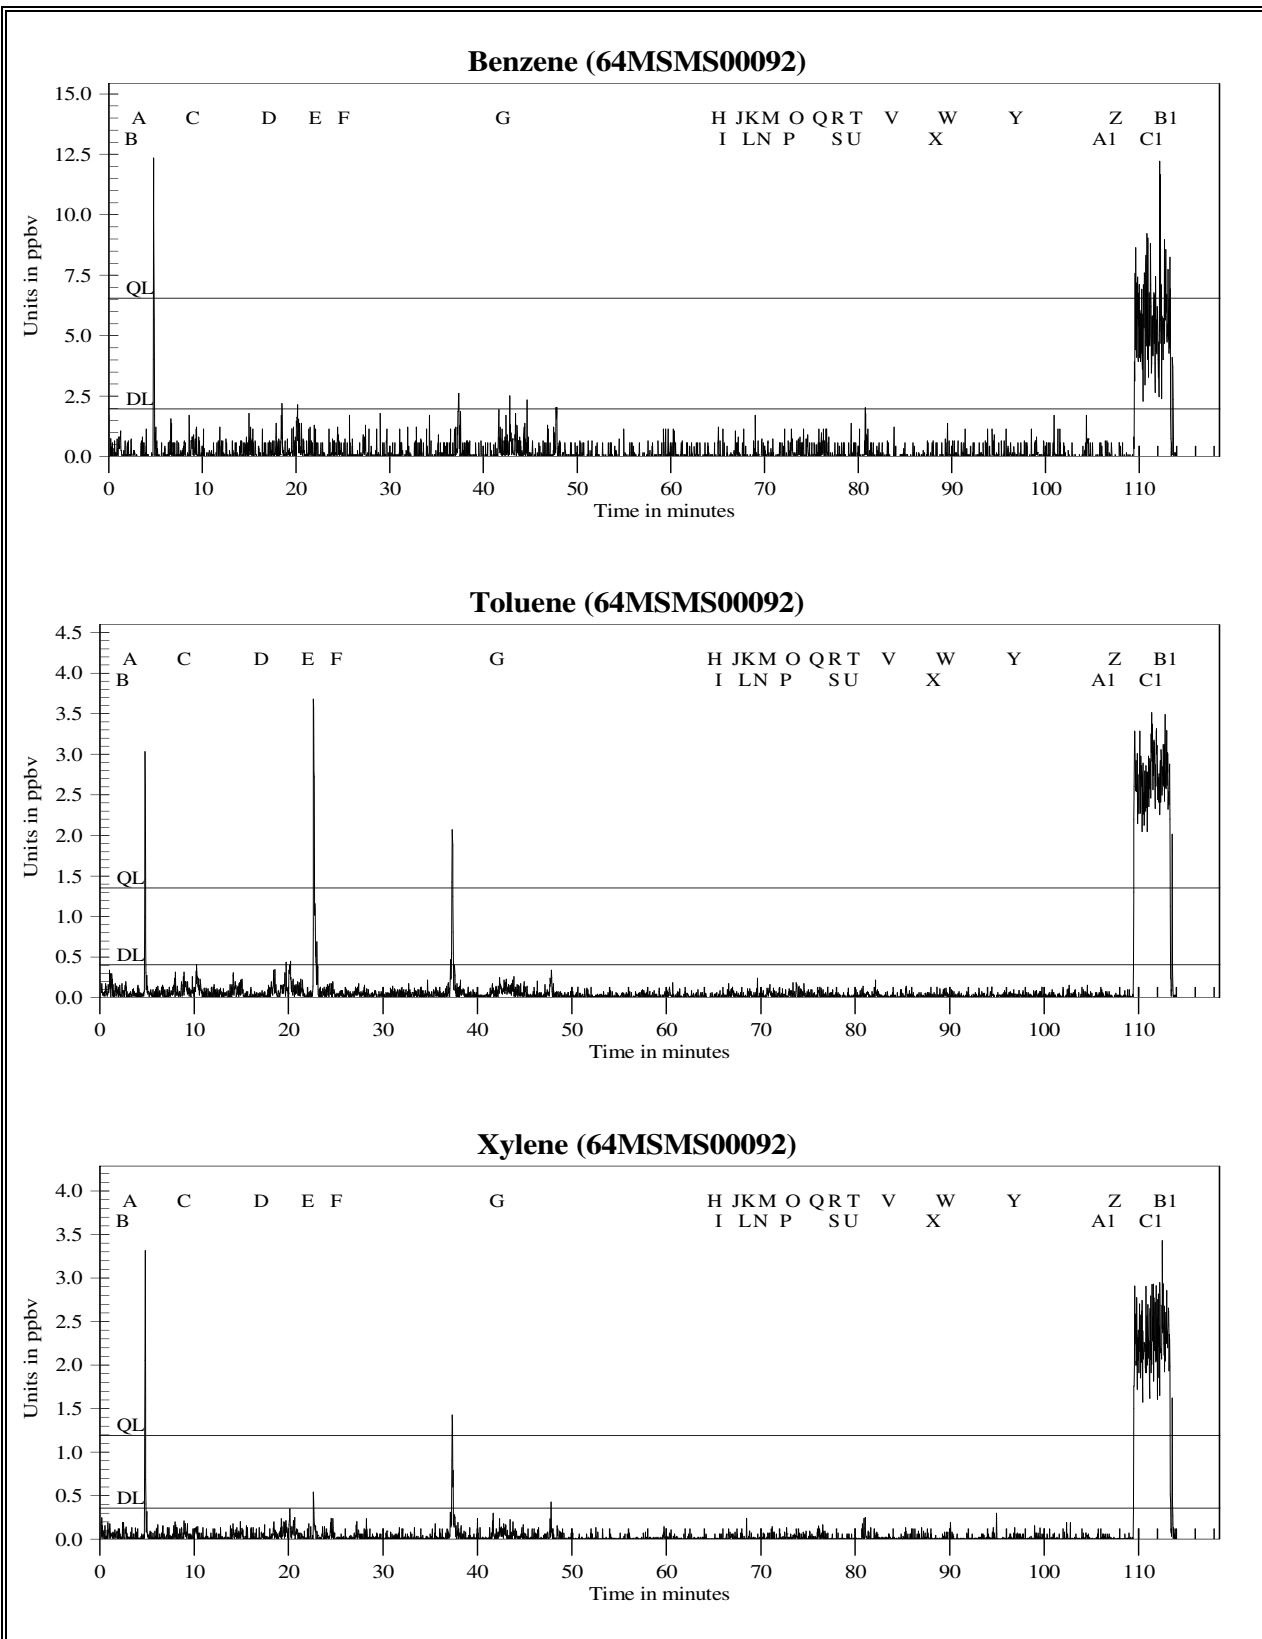 Benzene (64MSMS00092)
15.0
A C D E F G H JKM O Q R T V W Y Z B1
B I LN P S U X A1 C1
12.5
10.0
7.5
QL
5.0
2.5
DL
0.0
Units in ppbv
0 10 20 30 40 50 60 70 80 90 100 110
Time in minutes
Toluene (64MSMS00092)
4.5
A C D E F G H JKM O Q R T V W Y Z B1
4.0
B I LN P S U X A1 C1
3.5
3.0
2.5
2.0
1.5
QL
1.0
0.5
DL
0.0
Units in ppbv
0 10 20 30 40 50 60 70 80 90 100 110
Time in minutes
Xylene (64MSMS00092)
4.0
A C D E F G H JKM O Q R T V W Y Z B1
B I LN P S U X A1 C1
3.5
3.0
2.5
2.0
1.5
QL
1.0
0.5
DL
0.0
Units in ppbv
0 10 20 30 40 50 60 70 80 90 100 110
Time in minutes